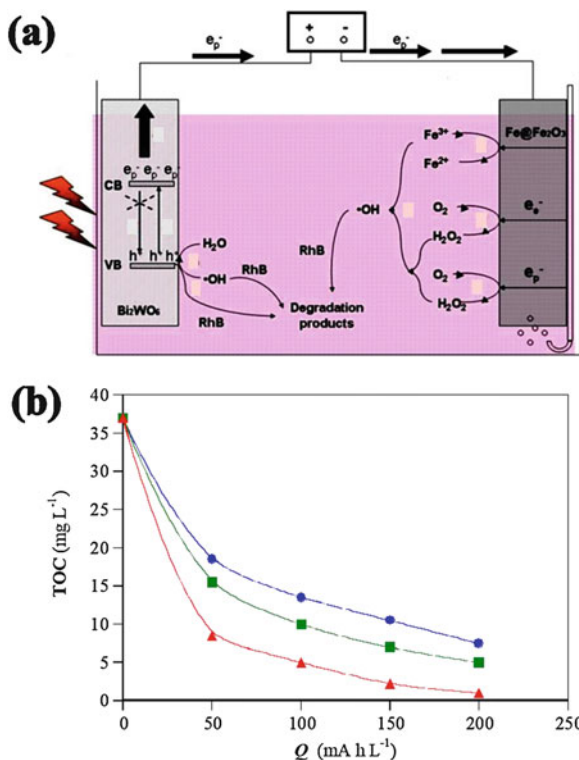 (a)
+ -
eₚ⁻ eₚ⁻
Fe³⁺ Fe@Fe₂O₃
Fe²⁺
eₚ⁻ eₚ⁻ eₚ⁻
CB
•OH O₂ eₑ⁻
H₂O₂
h⁺ h⁺ h⁺ H₂O
VB RhB O₂ eₚ⁻
•OH RhB
H₂O₂
Bi₂WO₆ RhB Degradation
products
(b)
40
35
30
25
20
15
10
5
0
TOC (mg L⁻¹)
0 50 100 150 200 250
Q (mA h L⁻¹)